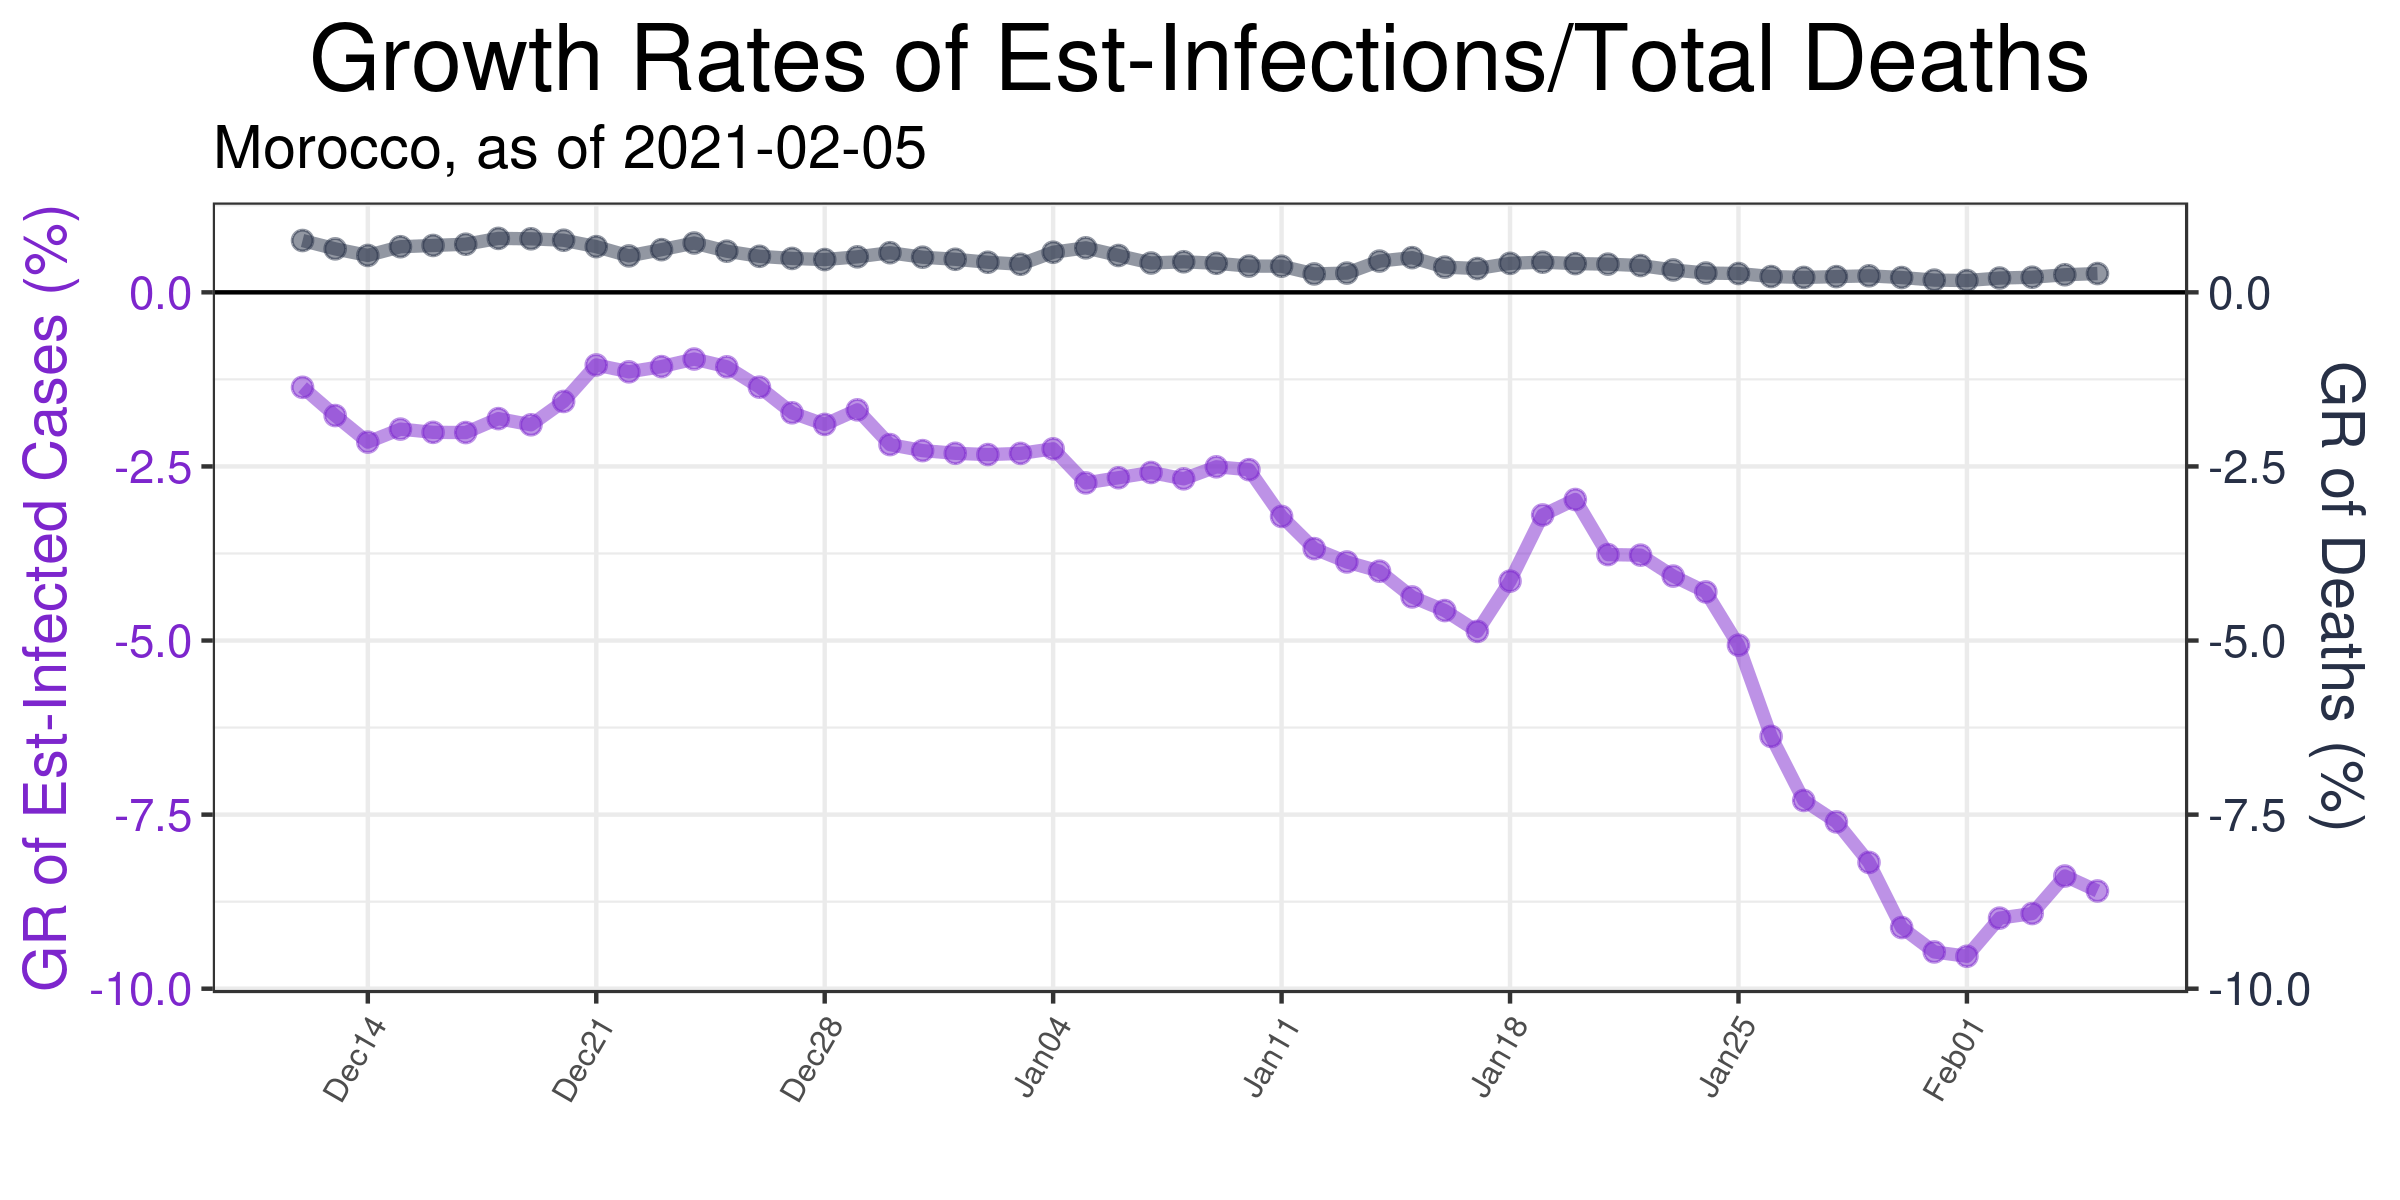 Growth Rates of Est-Infections/Total Deaths
Morocco, as of 2021-02-05
GR of Est-Infected Cases (%)
0.0
-2.5
-5.0
-7.5
-10.0
0.0
-2.5
-5.0
-7.5
-10.0
GR of Deaths (%)
Dec14
Dec21
Dec28
Jan04
Jan11
Jan18
Jan25
Feb01